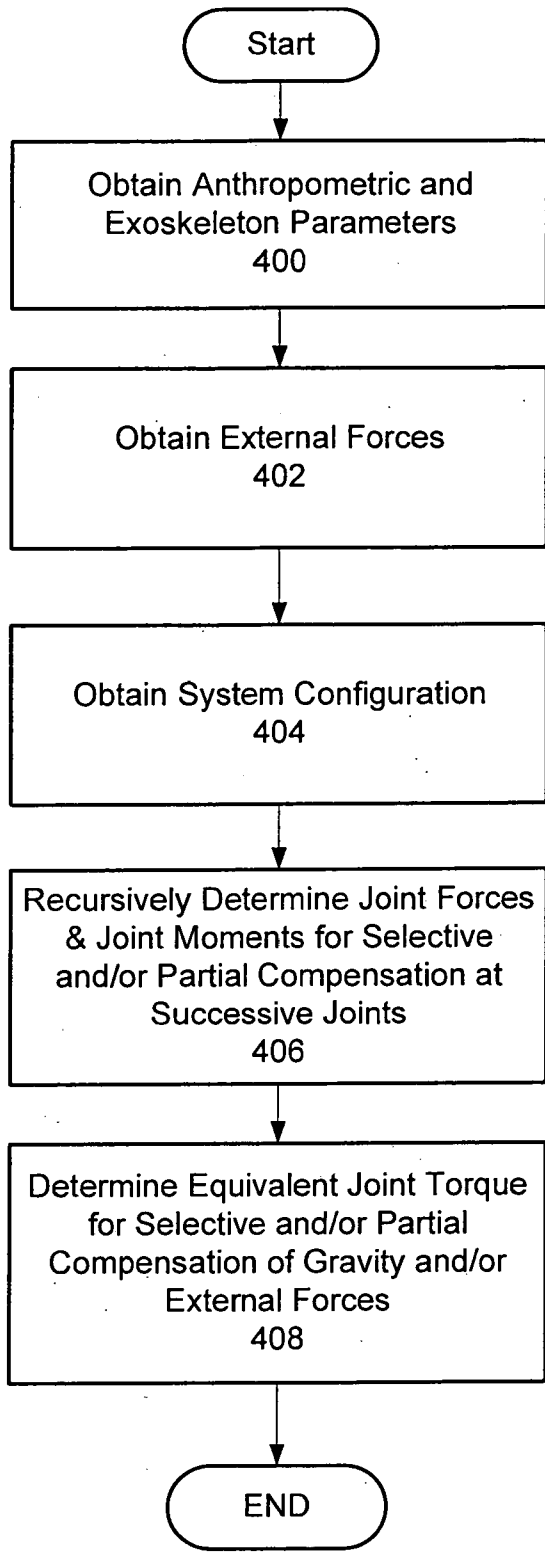 Start
Obtain Anthropometric and
Exoskeleton Parameters
400
Obtain External Forces
402
Obtain System Configuration
404
Recursively Determine Joint Forces
& Joint Moments for Selective
and/or Partial Compensation at
Successive Joints
406
Determine Equivalent Joint Torque
for Selective and/or Partial
Compensation of Gravity and/or
External Forces
408
END